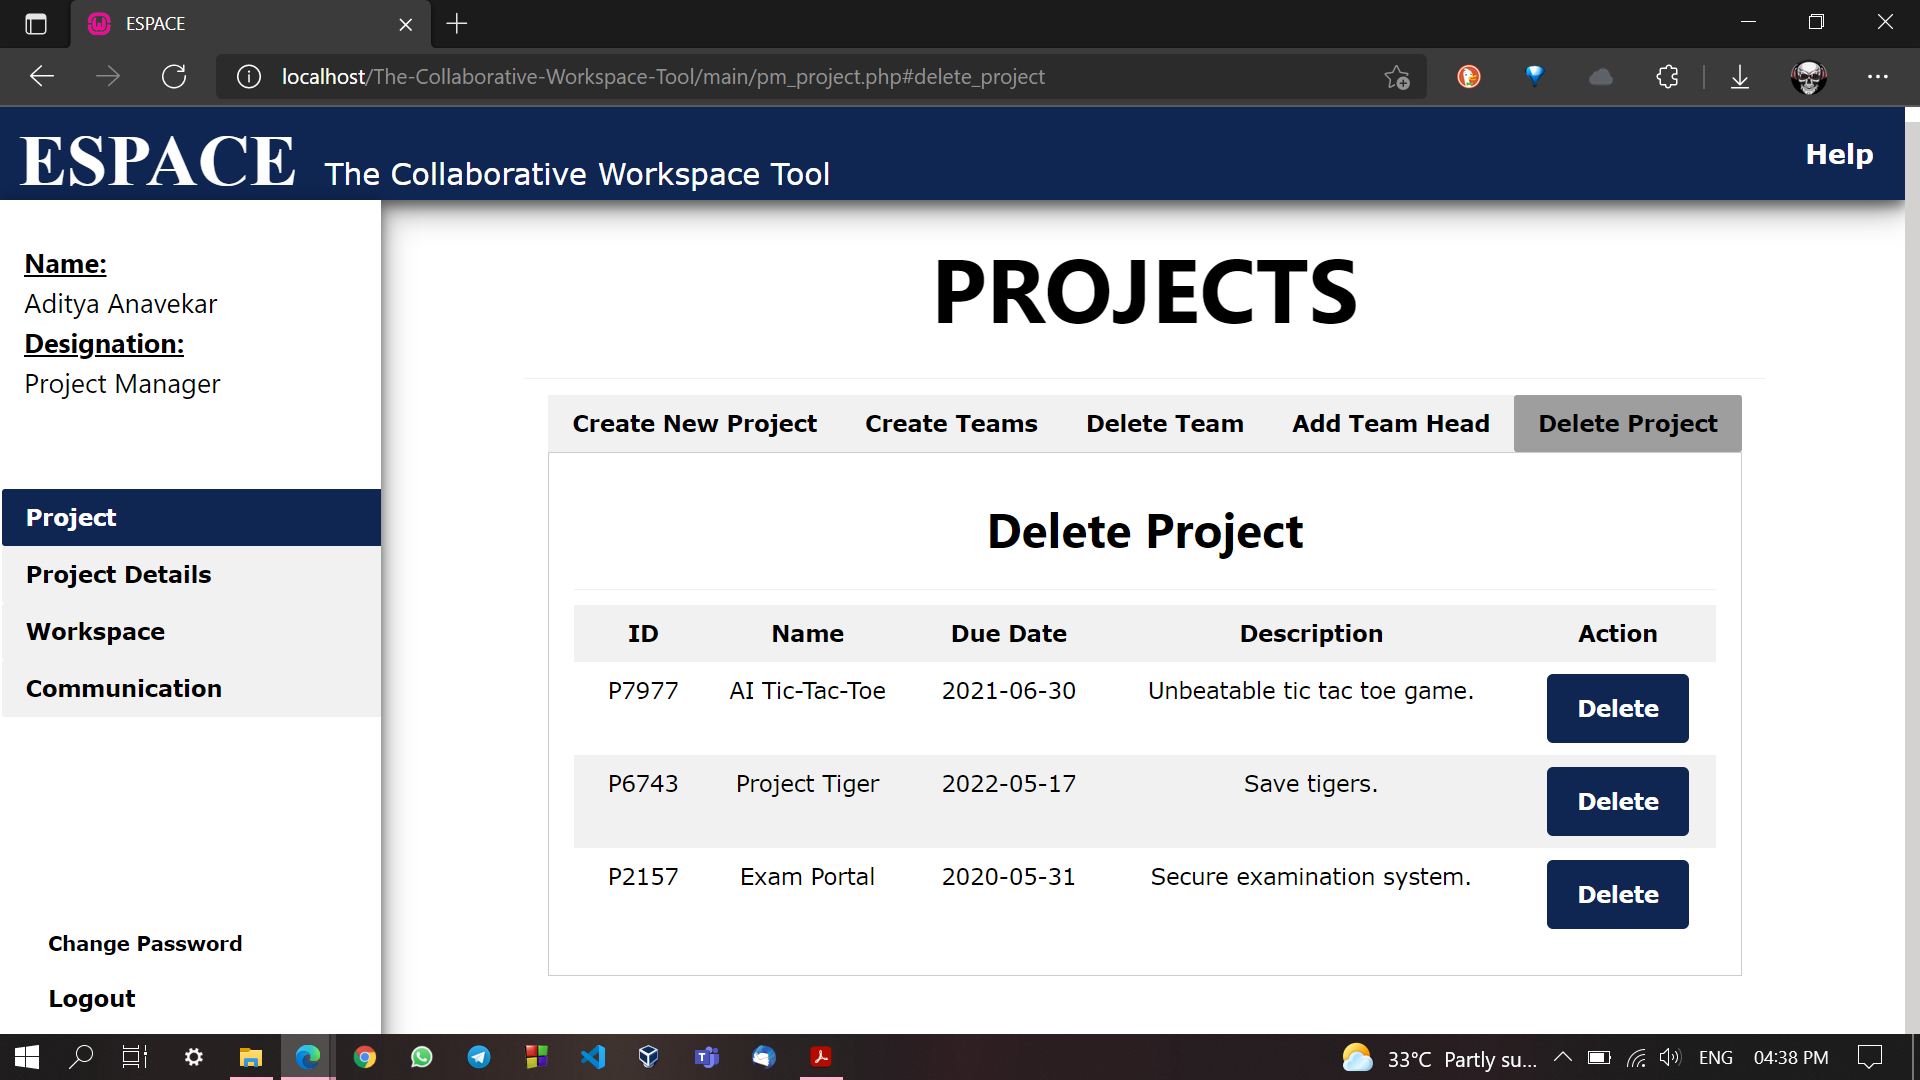 ESPACE
localhost/The-Collaborative-Workspace-Tool/main/pm_project.php#delete_project
ESPACE The Collaborative Workspace Tool
Help
Name:
Aditya Anavekar
Designation:
Project Manager
Project
Project Details
Workspace
Communication
Change Password
Logout
PROJECTS
Create New Project Create Teams Delete Team Add Team Head Delete Project
Delete Project
ID Name Due Date Description Action
P7977 AI Tic-Tac-Toe 2021-06-30 Unbeatable tic tac toe game. Delete
P6743 Project Tiger 2022-05-17 Save tigers. Delete
P2157 Exam Portal 2020-05-31 Secure examination system. Delete
33°C Partly su... ENG 04:38 PM